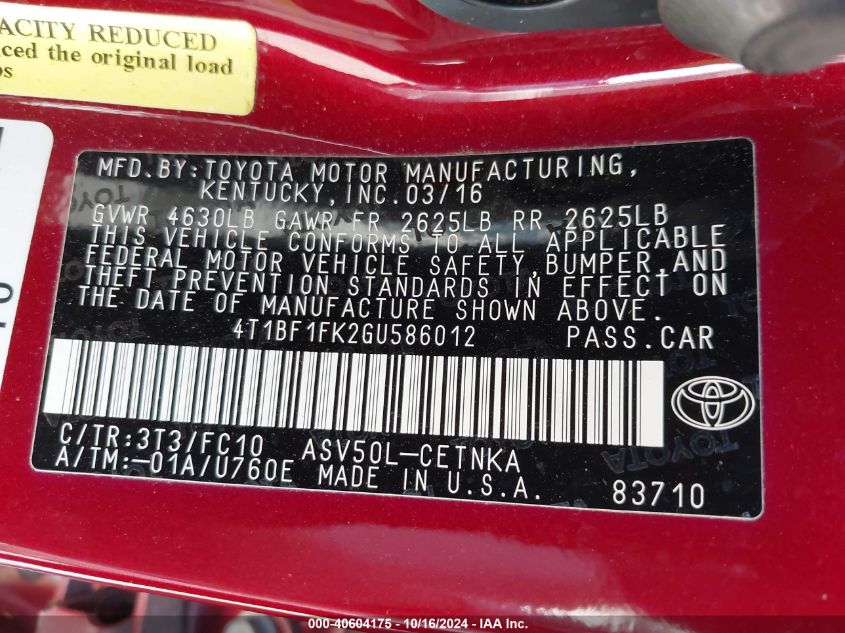 ACITY REDUCED
ced the original load
os
MFD.BY:TOYOTA MOTOR MANUFACTURING,
KENTUCKY,INC.03/16
GVWR 4630LB GAWR FR 2625LB RR 2625LB
THIS VEHICLE CONFORMS TO ALL APPLICABLE
FEDERAL MOTOR VEHICLE SAFETY,BUMPER,AND
THEFT PREVENTION STANDARDS IN EFFECT ON
THE DATE OF MANUFACTURE SHOWN ABOVE.
4T1BF1FK2GU586012 PASS.CAR
C/TR:3T3/FC10 ASV50L-CETNKA
A/TM:-01A/U760E MADE IN U.S.A. 83710
000-40604175 - 10/16/2024 - IAA Inc.